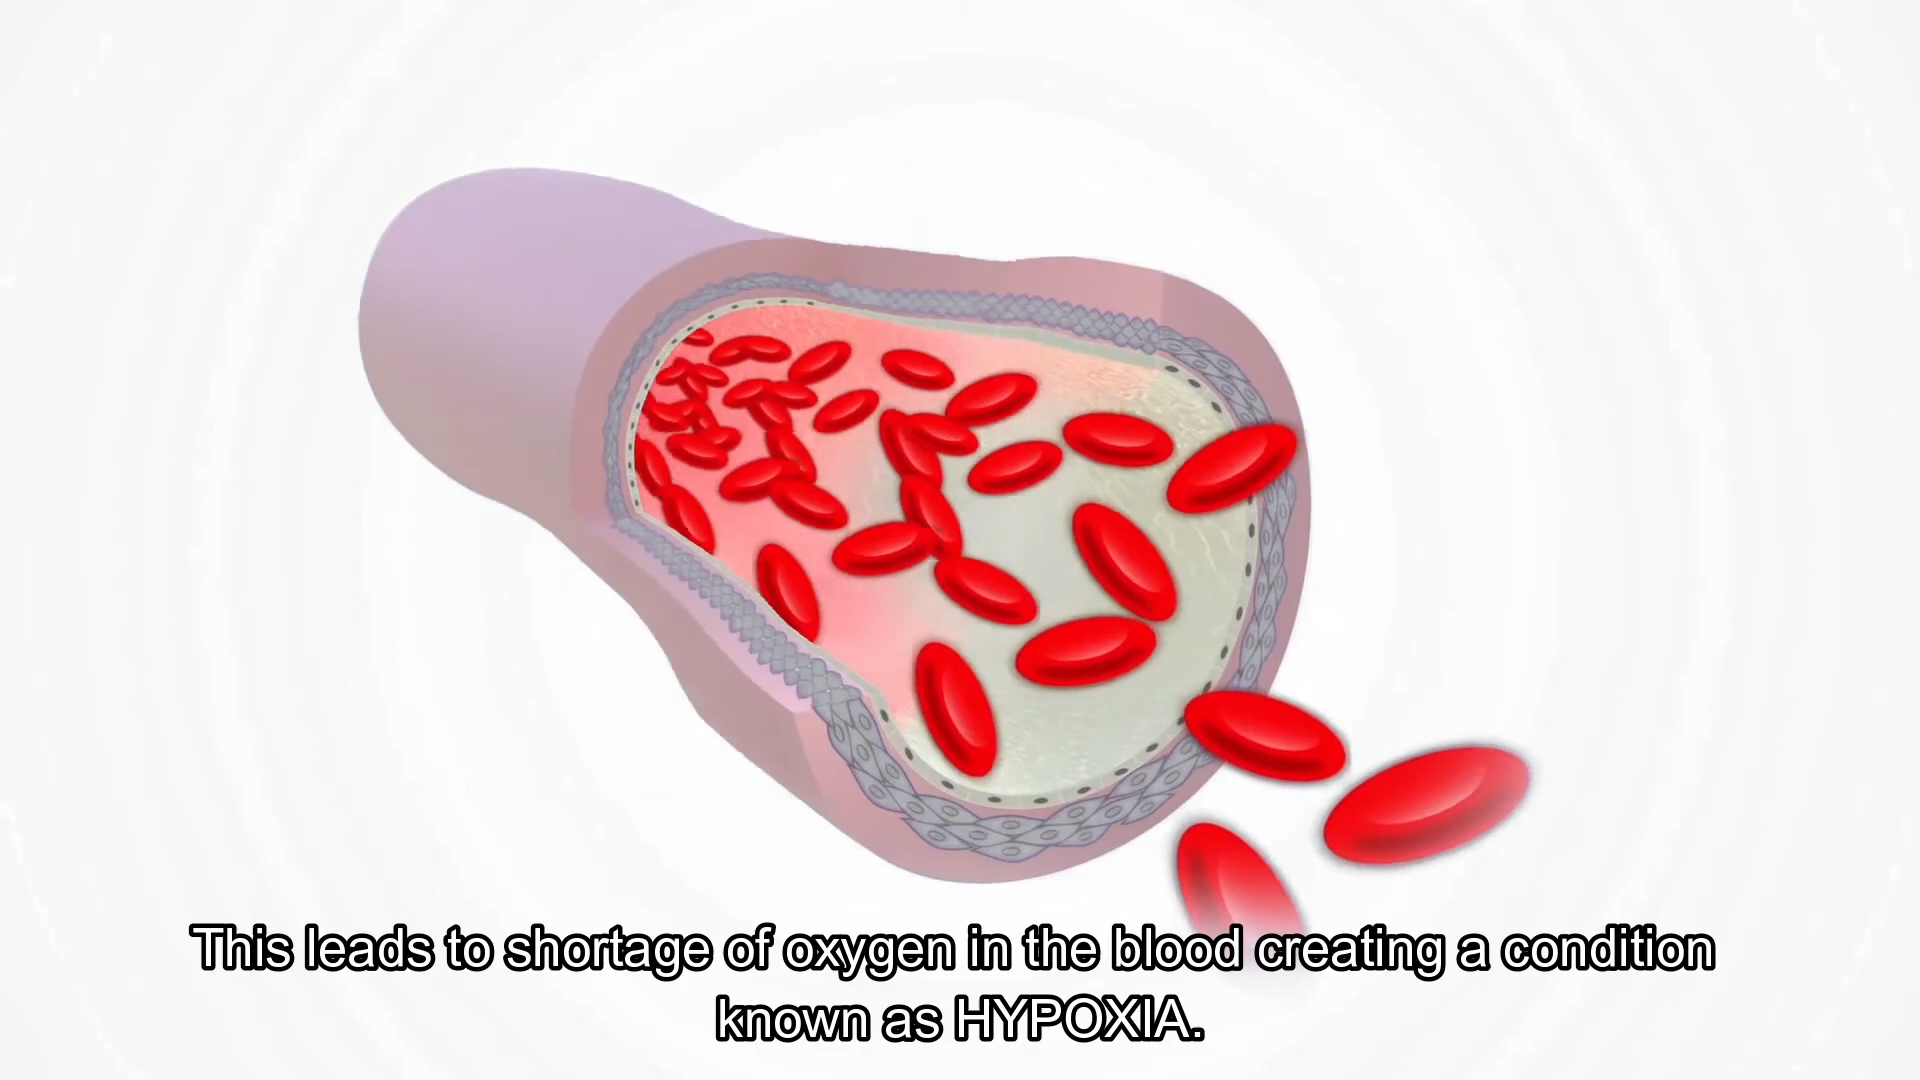 This leads to shortage of oxygen in the blood creating a condition
known as HYPOXIA.